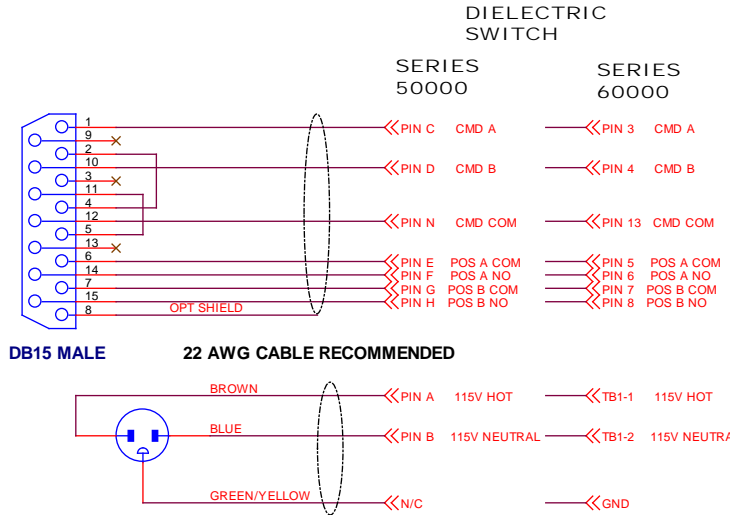 DIELECTRIC
SWITCH
SERIES
50000
SERIES
60000
1
9
2
10
3
11
4
12
5
13
6
14
7
15
8
PIN C CMD A
PIN 3 CMD A
PIN D CMD B
PIN 4 CMD B
PIN N CMD COM
PIN 13 CMD COM
PIN E POS A COM
PIN 5 POS A COM
PIN F POS A NO
PIN 6 POS A NO
PIN G POS B COM
PIN 7 POS B COM
PIN H POS B NO
PIN 8 POS B NO
OPT SHIELD
DB15 MALE
22 AWG CABLE RECOMMENDED
BROWN
PIN A 115V HOT
TB1-1 115V HOT
BLUE
PIN B 115V NEUTRAL
TB1-2 115V NEUTRA
GREEN/YELLOW
N/C
GND